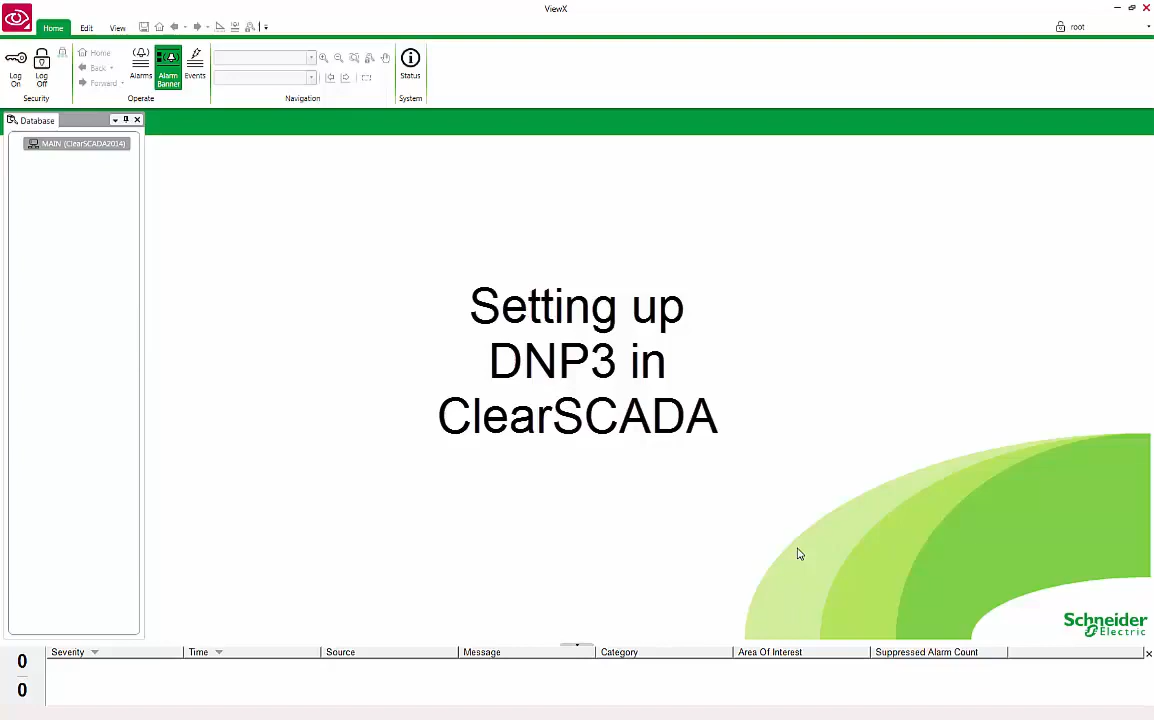 ViewX
Home
Edit
View
root
Log
On
Log
Off
Security
Home
Back
Forward
Alarms
Alarm
Banner
Events
Operate
Navigation
Status
System
Database
MAIN (ClearSCADA2014)
Setting up
DNP3 in
ClearSCADA
Schneider
Electric
0
0
Severity
Time
Source
Message
Category
Area Of Interest
Suppressed Alarm Count